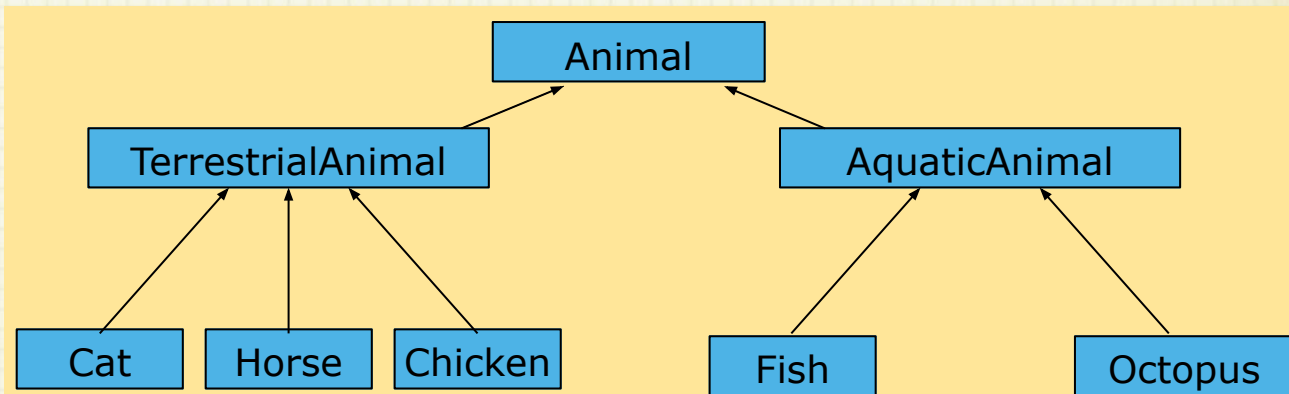 Animal
TerrestrialAnimal
AquaticAnimal
Cat
Horse
Chicken
Fish
Octopus